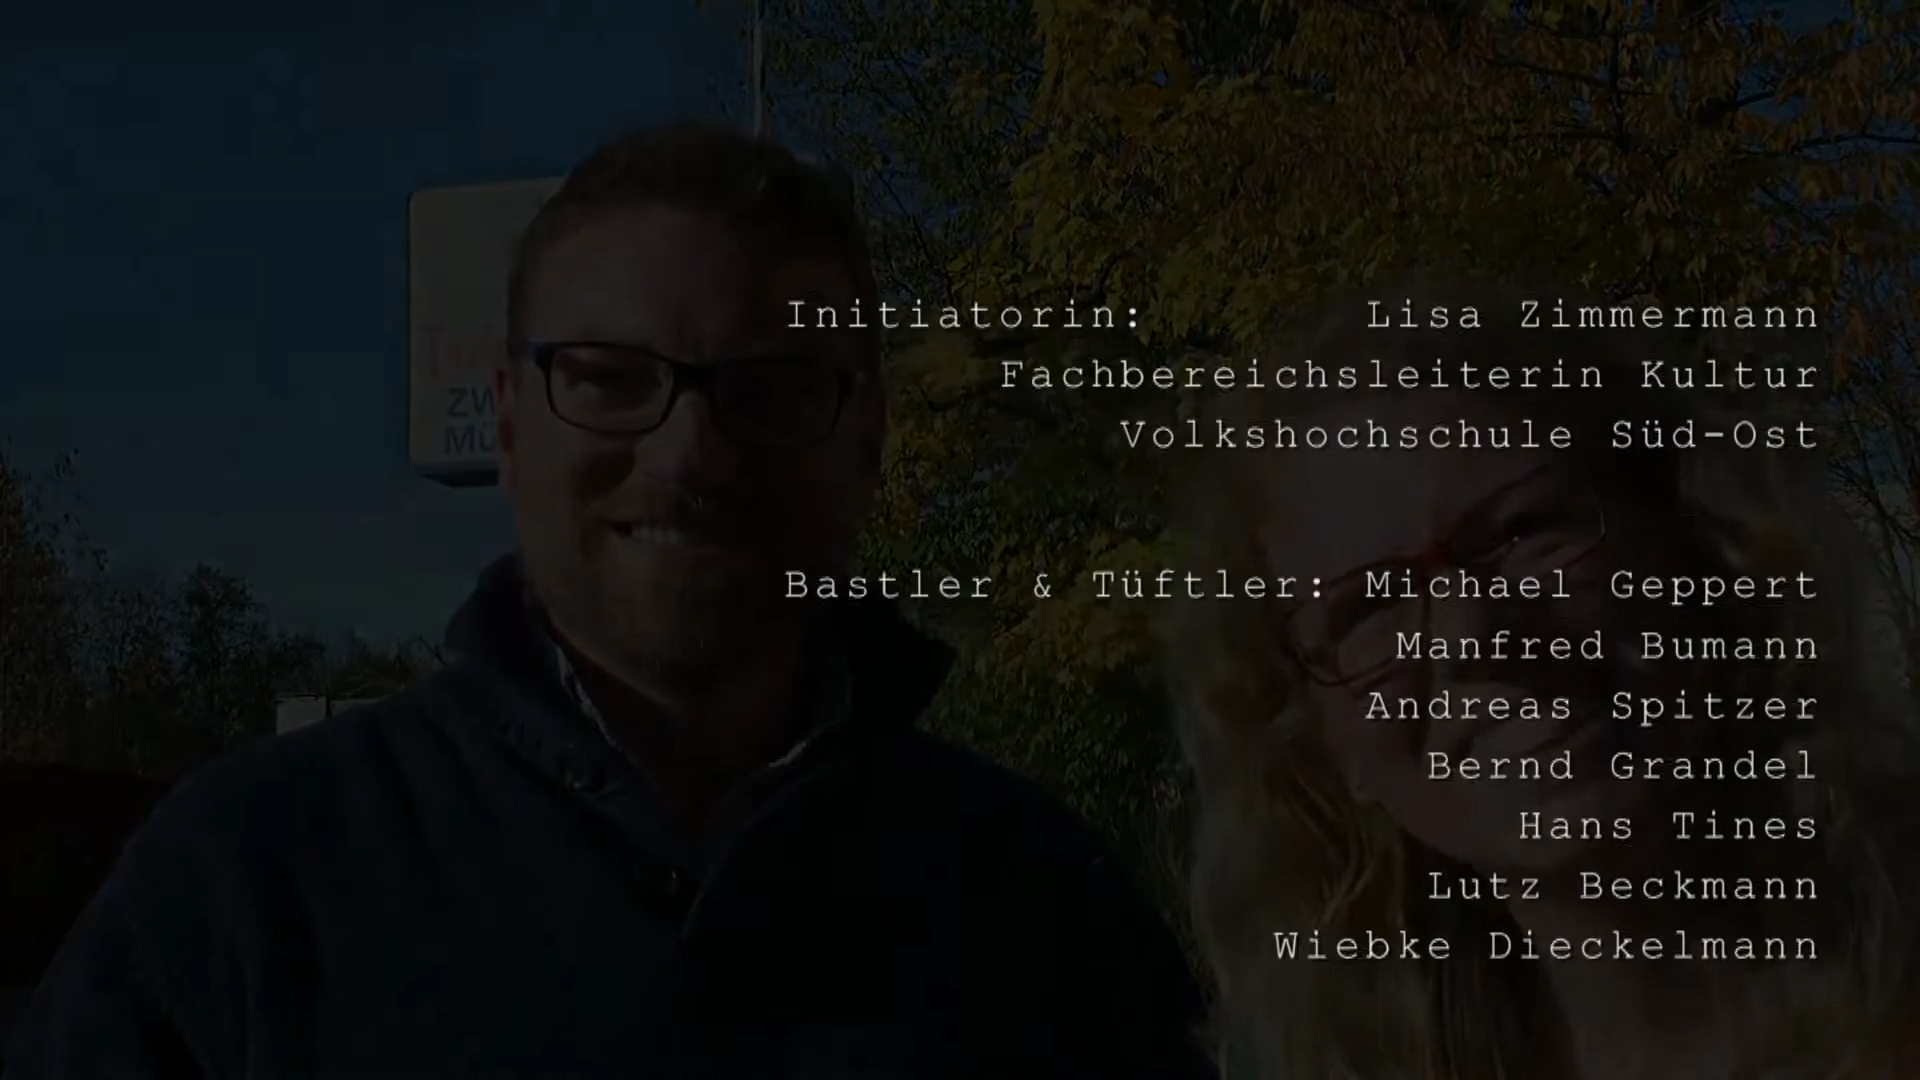 Initiatorin: Lisa Zimmermann
Fachbereichsleiterin Kultur
Volkshochschule Süd-Ost
Bastler & Tüftler: Michael Geppert
Manfred Bumann
Andreas Spitzer
Bernd Grandel
Hans Tines
Lutz Beckmann
Wiebke Dieckelmann